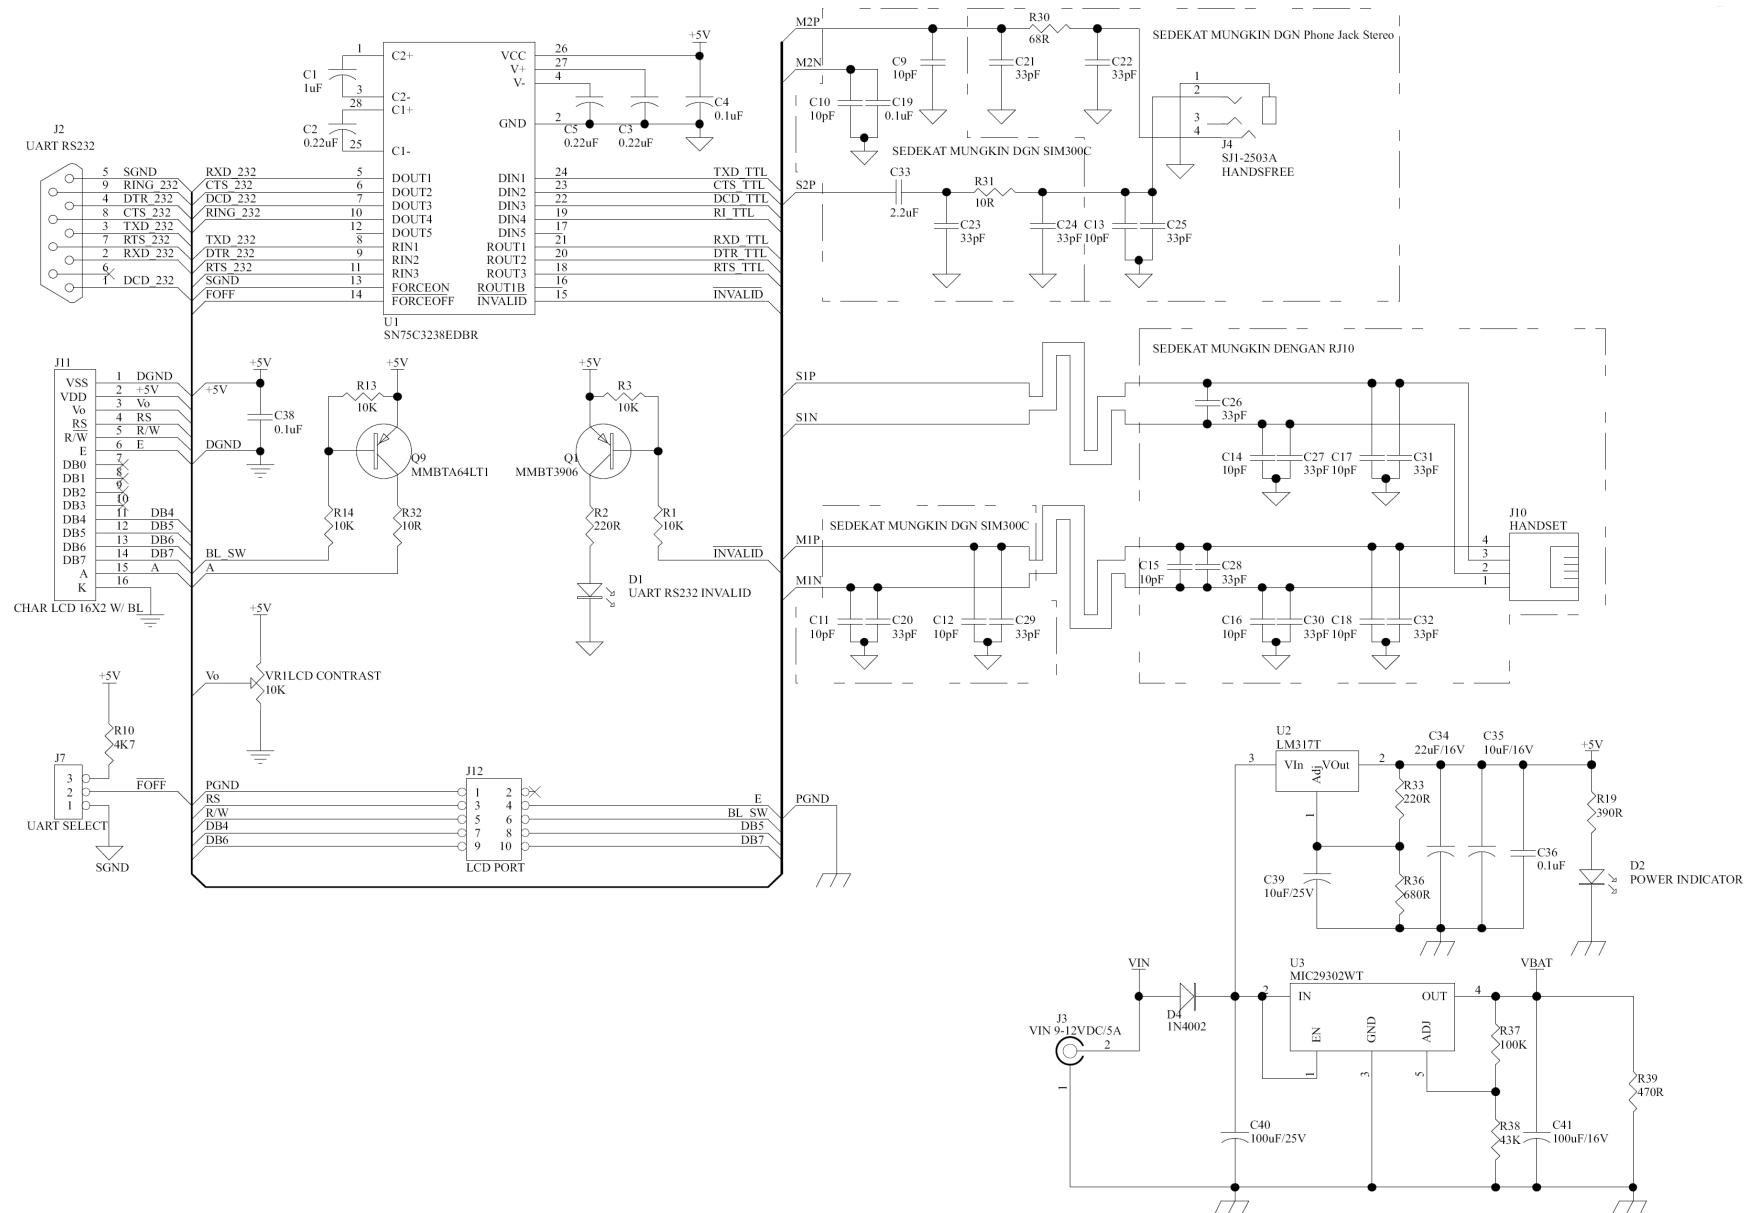 J2
UART RS232
5 SGND
9 RING_232
4 DTR_232
8 CTS_232
3 TXD_232
7 RTS_232
2 RXD_232
6
1 DCD_232
RXD_232 5
CTS_232 6
DCD_232 7
RING_232 10
12
TXD_232 8
DTR_232 9
RTS_232 11
SGND 13
FOFF 14
C1
1uF
C2
0.22uF
1
3
28
25
C2+
C2-
C1+
C1-
DOUT1
DOUT2
DOUT3
DOUT4
DOUT5
RIN1
RIN2
RIN3
FORCEON
FORCEOFF
VCC
V+
V-
GND
DIN1
DIN2
DIN3
DIN4
DIN5
ROUT1
ROUT2
ROUT3
ROUT1B
INVALID
U1
SN75C3238EDBR
26
27
4
2
+5V
C5
0.22uF
C3
0.22uF
C4
0.1uF
24 TXD_TTL
23 CTS_TTL
22 DCD_TTL
19 RI_TTL
17
21 RXD_TTL
20 DTR_TTL
18 RTS_TTL
16
15 INVALID
M2P
M2N
S2P
C10
10pF
C19
0.1uF
C9
10pF
C21
33pF
R30
68R
C22
33pF
SEDEKAT MUNGKIN DGN Phone Jack Stereo
1
2
3
4
J4
SJ1-2503A
HANDSFREE
SEDEKAT MUNGKIN DGN SIM300C
C33
2.2uF
R31
10R
C23
33pF
C24
33pF
C13
10pF
C25
33pF
J11
VSS 1 DGND
VDD 2 +5V
Vo 3 Vo
RS 4 RS
R/W 5 R/W
E 6 E
DB0 7
DB1 8
DB2 9
DB3 10
DB4 11 DB4
DB5 12 DB5
DB6 13 DB6
DB7 14 DB7
A 15 A
K 16
CHAR LCD 16X2 W/ BL
+5V
+5V
DGND
C38
0.1uF
BL_SW
A
+5V
R13
10K
Q9
MMBTA64LT1
R14
10K
R32
10R
+5V
R3
10K
Q1
MMBT3906
R2
220R
R1
10K
INVALID
D1
UART RS232 INVALID
S1P
S1N
M1P
M1N
SEDEKAT MUNGKIN DGN SIM300C
C11
10pF
C20
33pF
C12
10pF
C29
33pF
SEDEKAT MUNGKIN DENGAN RJ10
C26
33pF
C14
10pF
C27
33pF
C17
10pF
C31
33pF
C15
10pF
C28
33pF
C16
10pF
C30
33pF
C18
10pF
C32
33pF
J10
HANDSET
4
3
2
1
+5V
Vo
VR1LCD CONTRAST
10K
+5V
R10
4K7
J7
3
2
1
UART SELECT
FOFF
SGND
PGND
RS
R/W
DB4
DB6
J12
1 2
3 4
5 6
7 8
9 10
LCD PORT
E
BL_SW
DB5
DB7
PGND
U2
LM317T
3
VIn
Adj
VOut
2
1
C39
10uF/25V
R33
220R
R36
680R
C34
22uF/16V
C35
10uF/16V
C36
0.1uF
+5V
R19
390R
D2
POWER INDICATOR
VIN
J3
VIN 9-12VDC/5A
2
1
D4
1N4002
U3
MIC29302WT
2
IN
OUT
EN
GND
ADJ
4
1
3
5
VBAT
R37
100K
R38
43K
C40
100uF/25V
C41
100uF/16V
R39
470R